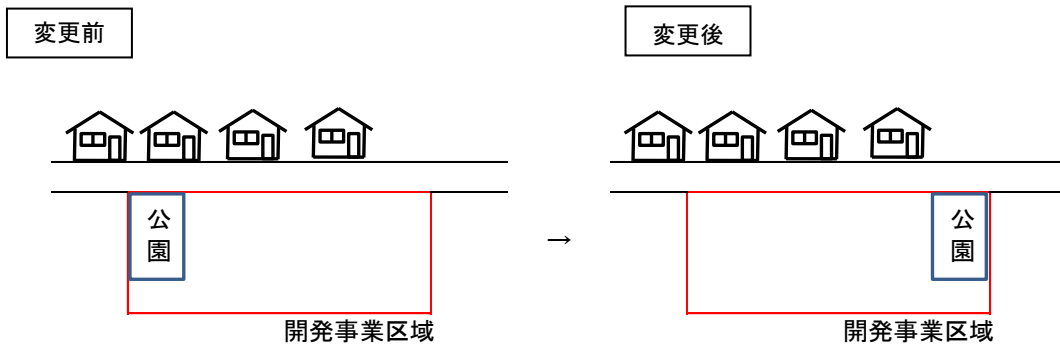 変更前
変更後
公園
→
公園
開発事業区域
開発事業区域